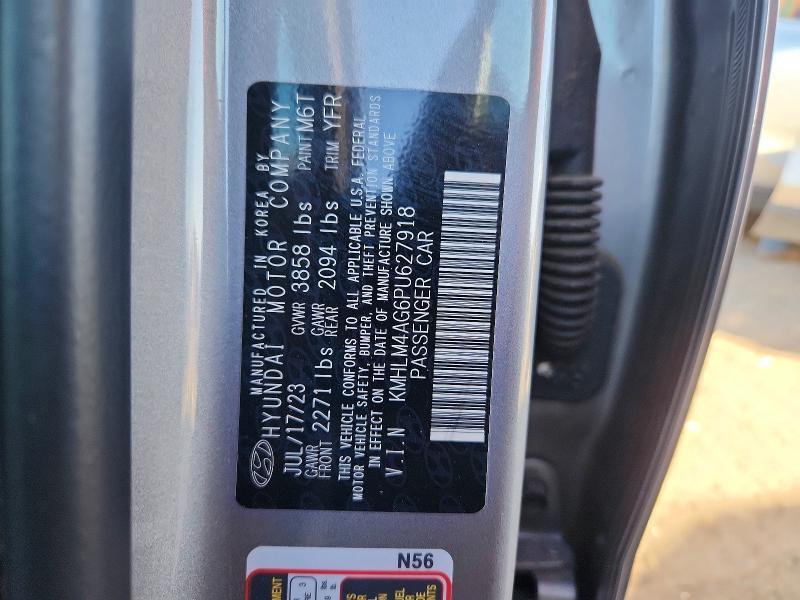 MANUFACTURED IN KOREA BY
HYUNDAI MOTOR COMPANY
JUL/17/23 GVWR 3858 lbs PAINT M6T
GAWR FRONT 2271 lbs GAWR REAR 2094 lbs TRIM YFR
THIS VEHICLE CONFORMS TO ALL APPLICABLE U.S.A. FEDERAL
MOTOR VEHICLE SAFETY, BUMPER, AND THEFT PREVENTION STANDARDS
IN EFFECT ON THE DATE OF MANUFACTURE SHOWN ABOVE
V.I.N KMHLM4AG6PU627918
PASSENGER CAR
N56